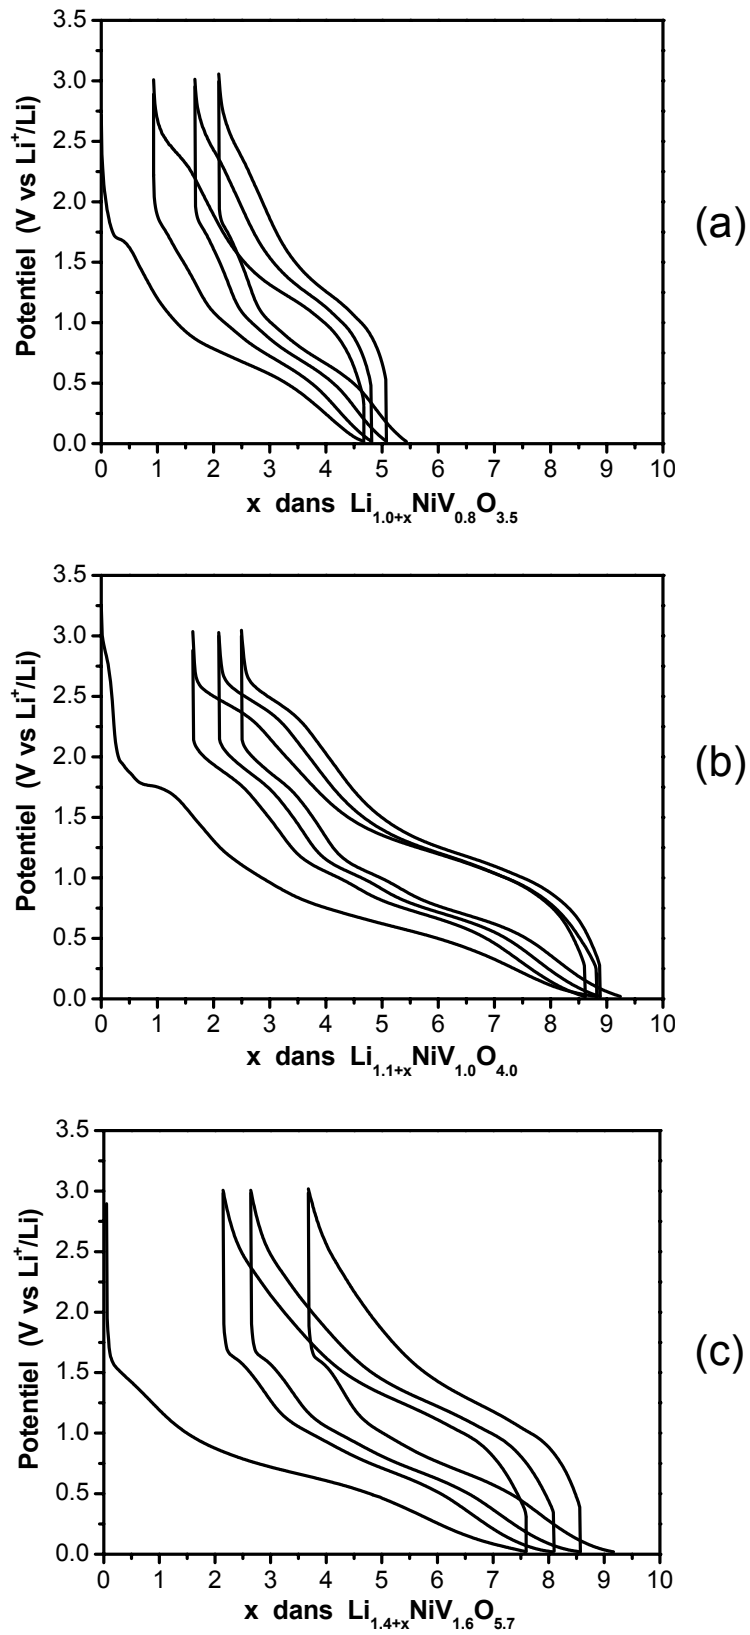 3.5
3.0
2.5
2.0
1.5
1.0
0.5
0.0
Potentiel (V vs Li⁺/Li)
0 1 2 3 4 5 6 7 8 9 10
x dans Li₁.₀₊ₓNiV₀.₈O₃.₅
(a)
3.5
3.0
2.5
2.0
1.5
1.0
0.5
0.0
Potentiel (V vs Li⁺/Li)
0 1 2 3 4 5 6 7 8 9 10
x dans Li₁.₁₊ₓNiV₁.₀O₄.₀
(b)
3.5
3.0
2.5
2.0
1.5
1.0
0.5
0.0
Potentiel (V vs Li⁺/Li)
0 1 2 3 4 5 6 7 8 9 10
x dans Li₁.₄₊ₓNiV₁.₆O₅.₇
(c)